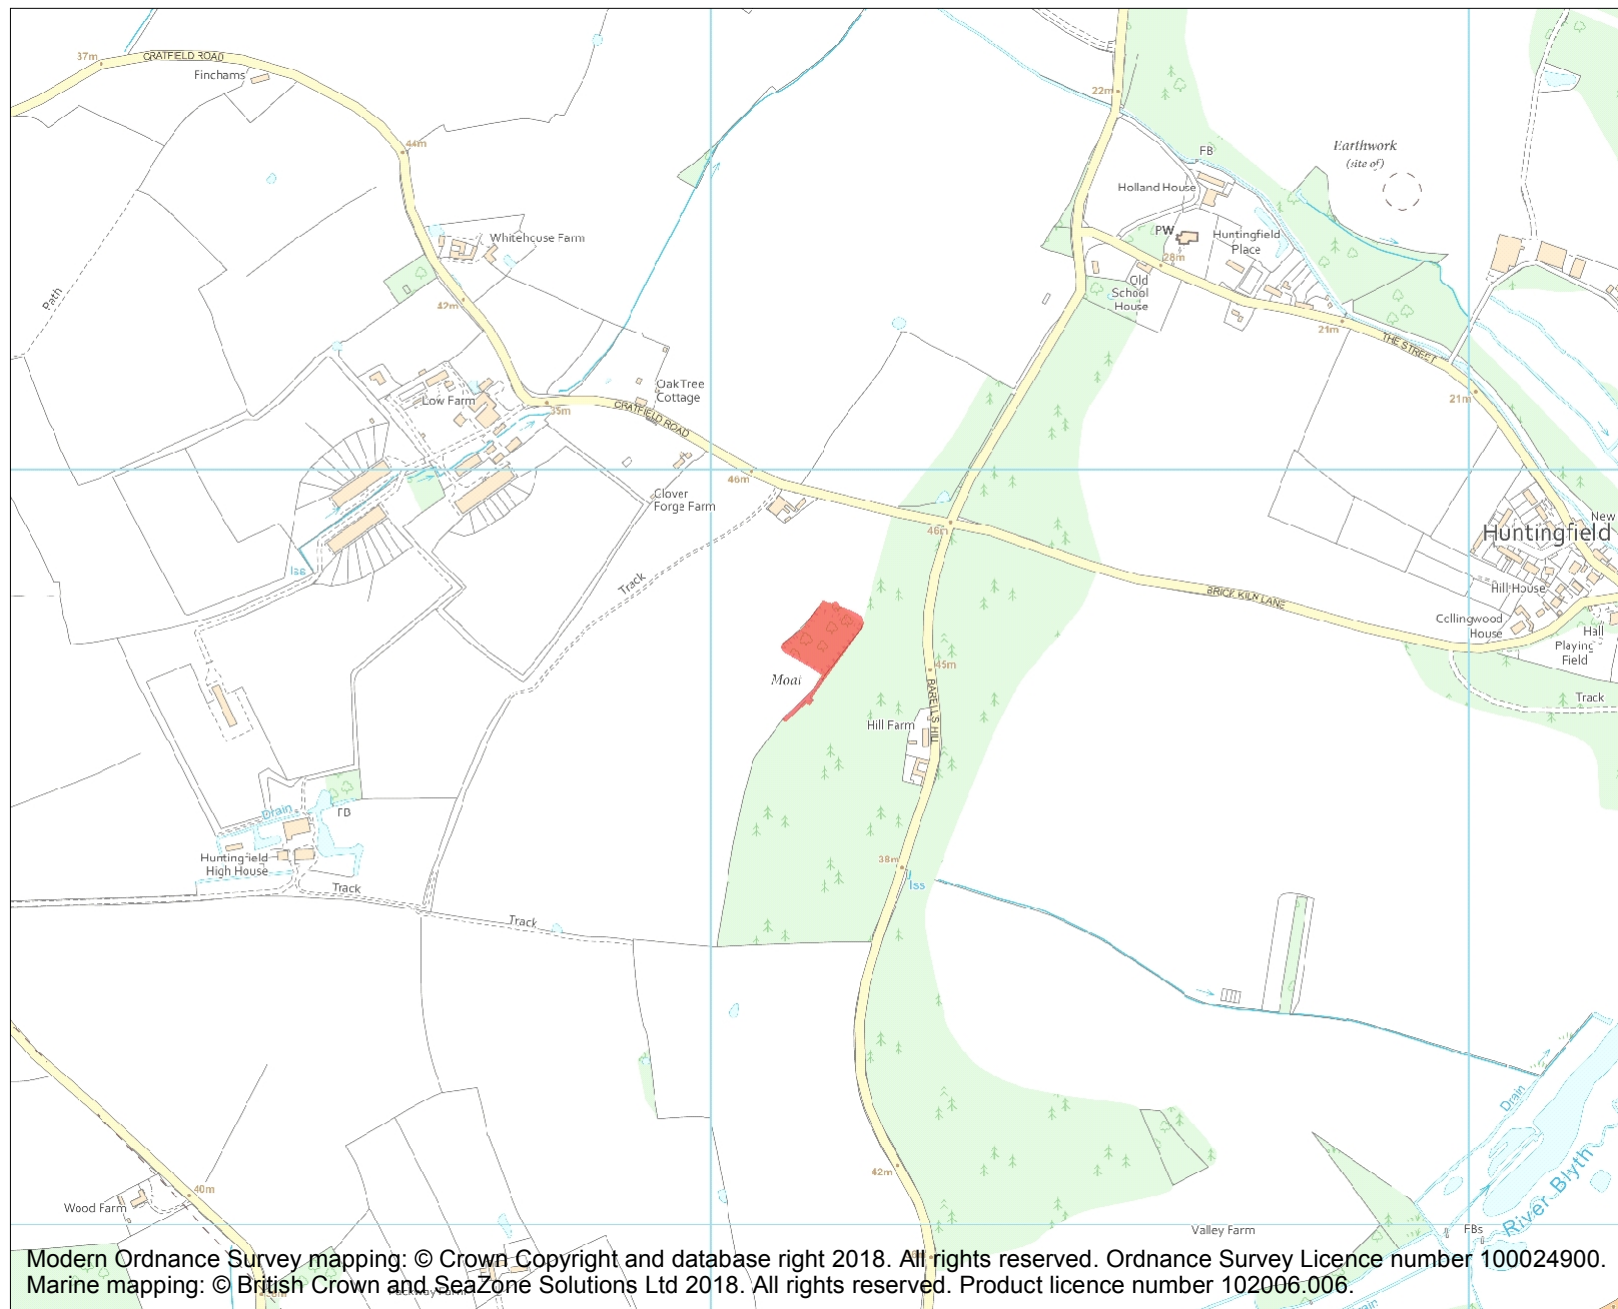 37m
CRATFIELD ROAD
Finchams
22m
44m
Earthwork
(site of)
FB
Holland House
PW
Huntingfield
Place
28m
Whitehouse Farm
Path
42m
Old
School
House
21m
THE STREET
Oak Tree
Cottage
Low Farm
35m
CRATFIELD ROAD
21m
46m
Clover
Forge Farm
46m
New
Huntingfield
Iss
Track
Hill House
BRICK KILN LANE
Collingwood
House
Hall
Playing
Field
45m
Moat
BARELLS HILL
Track
Hill Farm
Drain
FB
Huntingfield
High House
38m
Iss
Track
Track
Drain
42m
40m
Wood Farm
River Blyth
Valley Farm
FBs
Modern Ordnance Survey mapping: © Crown Copyright and database right 2018. All rights reserved. Ordnance Survey Licence number 100024900.
Marine mapping: © British Crown and SeaZone Solutions Ltd 2018. All rights reserved. Product licence number 102006.006.
Drain